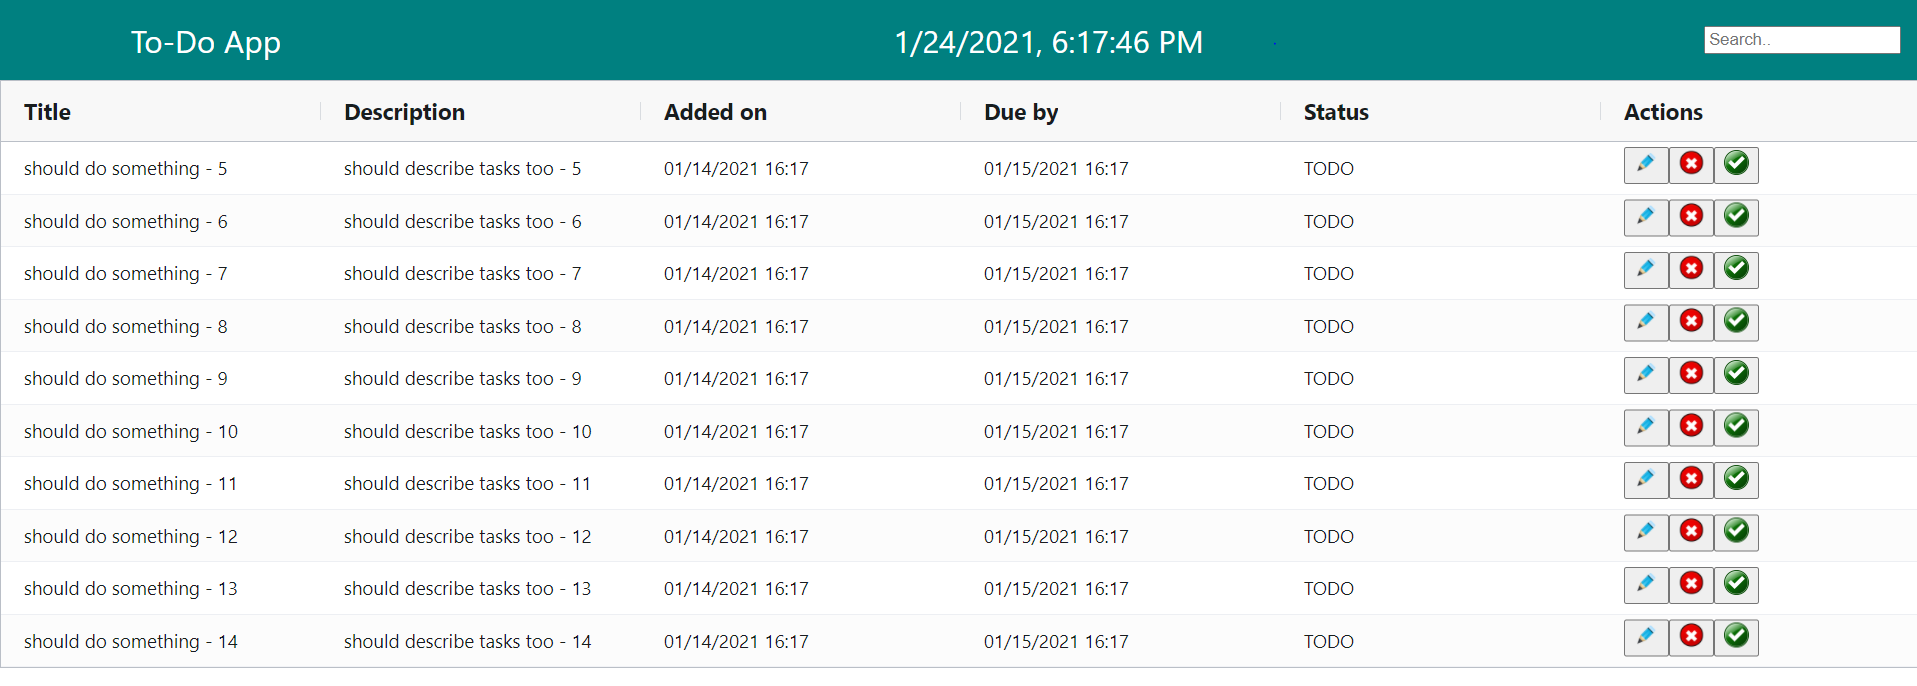 To-Do App 1/24/2021, 6:17:46 PM Search..
Title Description Added on Due by Status Actions
should do something - 5 should describe tasks too - 5 01/14/2021 16:17 01/15/2021 16:17 TODO
should do something - 6 should describe tasks too - 6 01/14/2021 16:17 01/15/2021 16:17 TODO
should do something - 7 should describe tasks too - 7 01/14/2021 16:17 01/15/2021 16:17 TODO
should do something - 8 should describe tasks too - 8 01/14/2021 16:17 01/15/2021 16:17 TODO
should do something - 9 should describe tasks too - 9 01/14/2021 16:17 01/15/2021 16:17 TODO
should do something - 10 should describe tasks too - 10 01/14/2021 16:17 01/15/2021 16:17 TODO
should do something - 11 should describe tasks too - 11 01/14/2021 16:17 01/15/2021 16:17 TODO
should do something - 12 should describe tasks too - 12 01/14/2021 16:17 01/15/2021 16:17 TODO
should do something - 13 should describe tasks too - 13 01/14/2021 16:17 01/15/2021 16:17 TODO
should do something - 14 should describe tasks too - 14 01/14/2021 16:17 01/15/2021 16:17 TODO